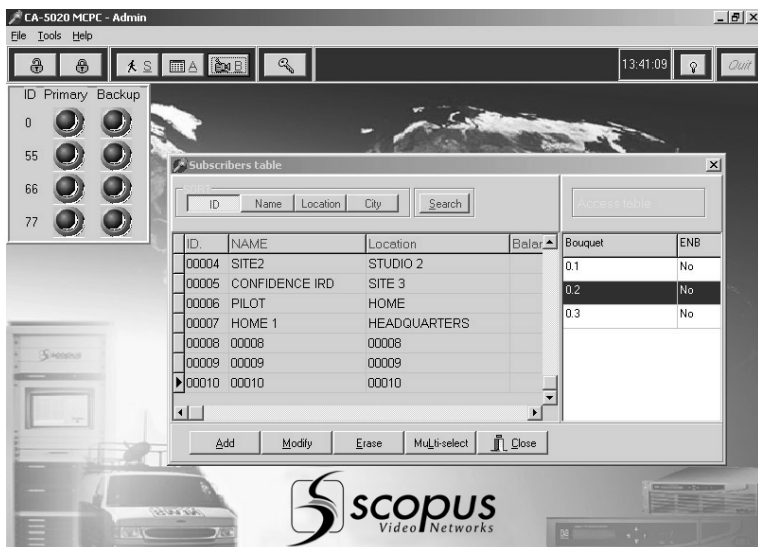 CA-5020 MCPC - Admin
File Tools Help
S A B 13:41:09 Quit
ID Primary Backup
0
55
66
77
Subscribers table
ID Name Location City Search Access table
ID. NAME Location Balar Bouquet ENB
00004 SITE2 STUDIO 2 0.1 No
00005 CONFIDENCE IRD SITE 3 0.2 No
00006 PILOT HOME 0.3 No
00007 HOME 1 HEADQUARTERS
00008 00008 00008
00009 00009 00009
00010 00010 00010
Add Modify Erase MuLti-select Close
Scopus
scopus
Video Networks